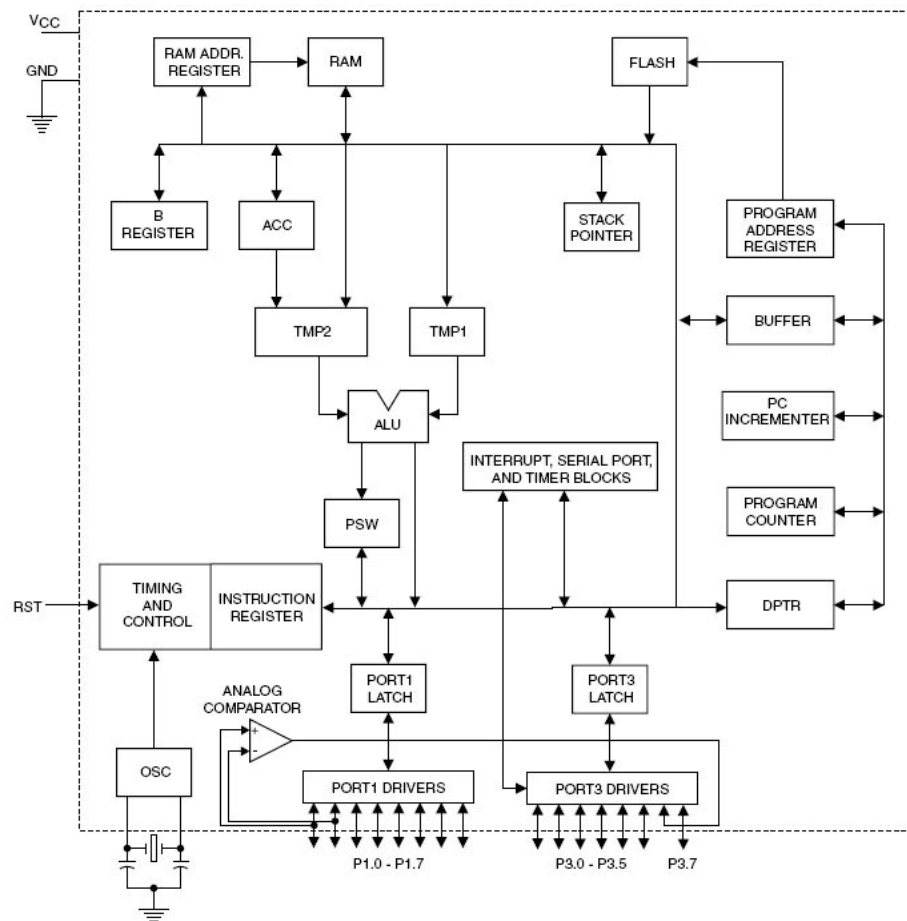 VCC
GND
RAM ADDR.
REGISTER
RAM
FLASH
B
REGISTER
ACC
STACK
POINTER
PROGRAM
ADDRESS
REGISTER
TMP2
TMP1
BUFFER
ALU
PC
INCREMENTER
INTERRUPT, SERIAL PORT,
AND TIMER BLOCKS
PSW
PROGRAM
COUNTER
RST
TIMING
AND
CONTROL
INSTRUCTION
REGISTER
DPTR
PORT1
LATCH
PORT3
LATCH
ANALOG
COMPARATOR
+
-
OSC
PORT1 DRIVERS
PORT3 DRIVERS
P1.0 - P1.7
P3.0 - P3.5
P3.7